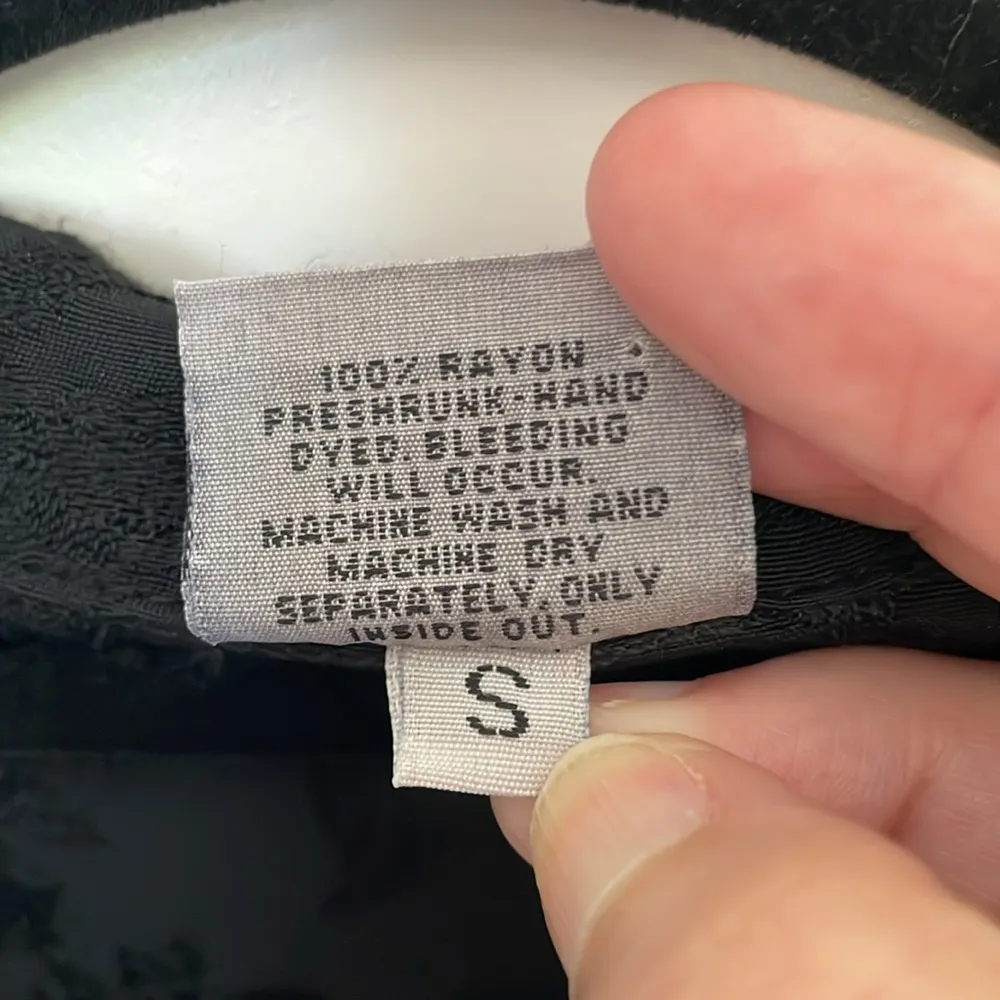 100% RAYON
PRESHRUNK-HAND
DYED. BLEEDING
WILL OCCUR.
MACHINE WASH AND
MACHINE DRY
SEPARATELY, ONLY
INSIDE OUT.
S